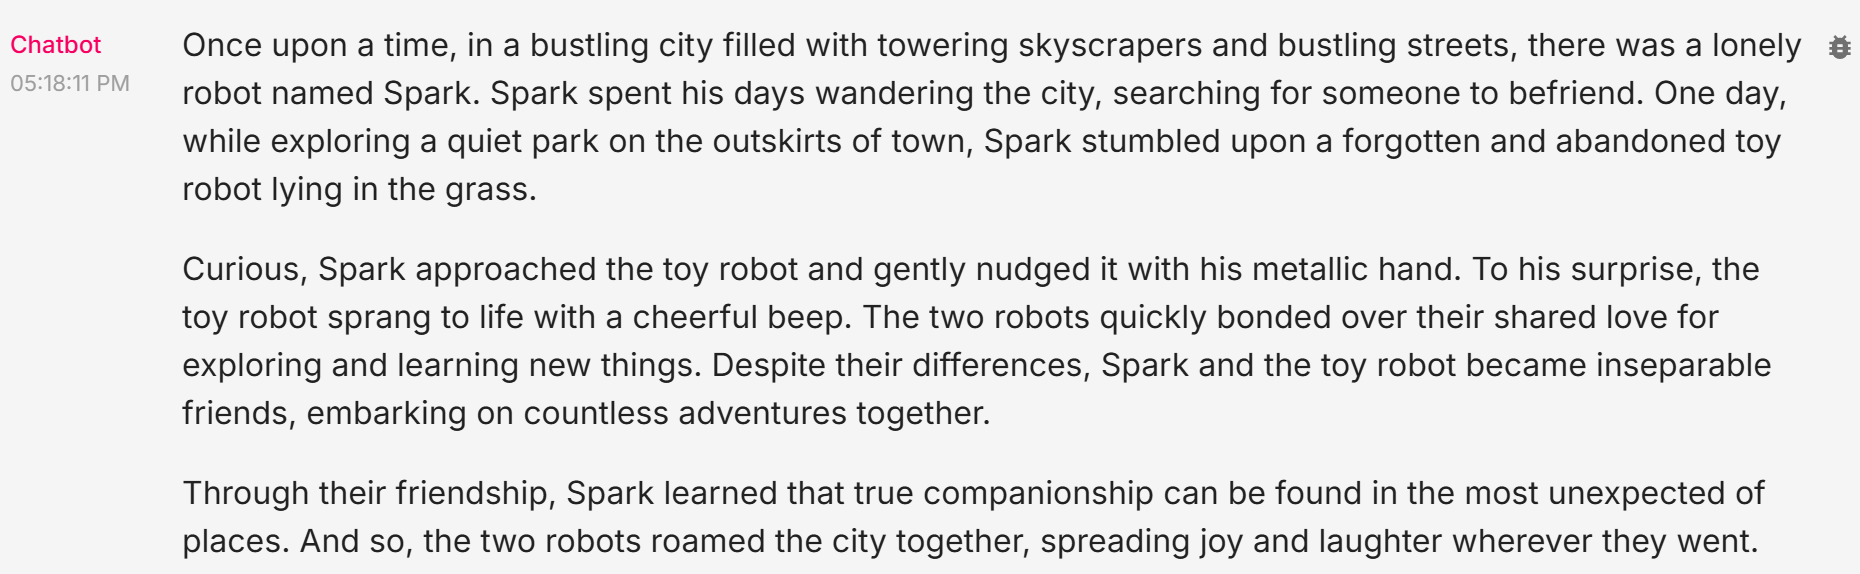 Chatbot
05:18:11 PM
Once upon a time, in a bustling city filled with towering skyscrapers and bustling streets, there was a lonely
robot named Spark. Spark spent his days wandering the city, searching for someone to befriend. One day,
while exploring a quiet park on the outskirts of town, Spark stumbled upon a forgotten and abandoned toy
robot lying in the grass.
Curious, Spark approached the toy robot and gently nudged it with his metallic hand. To his surprise, the
toy robot sprang to life with a cheerful beep. The two robots quickly bonded over their shared love for
exploring and learning new things. Despite their differences, Spark and the toy robot became inseparable
friends, embarking on countless adventures together.
Through their friendship, Spark learned that true companionship can be found in the most unexpected of
places. And so, the two robots roamed the city together, spreading joy and laughter wherever they went.